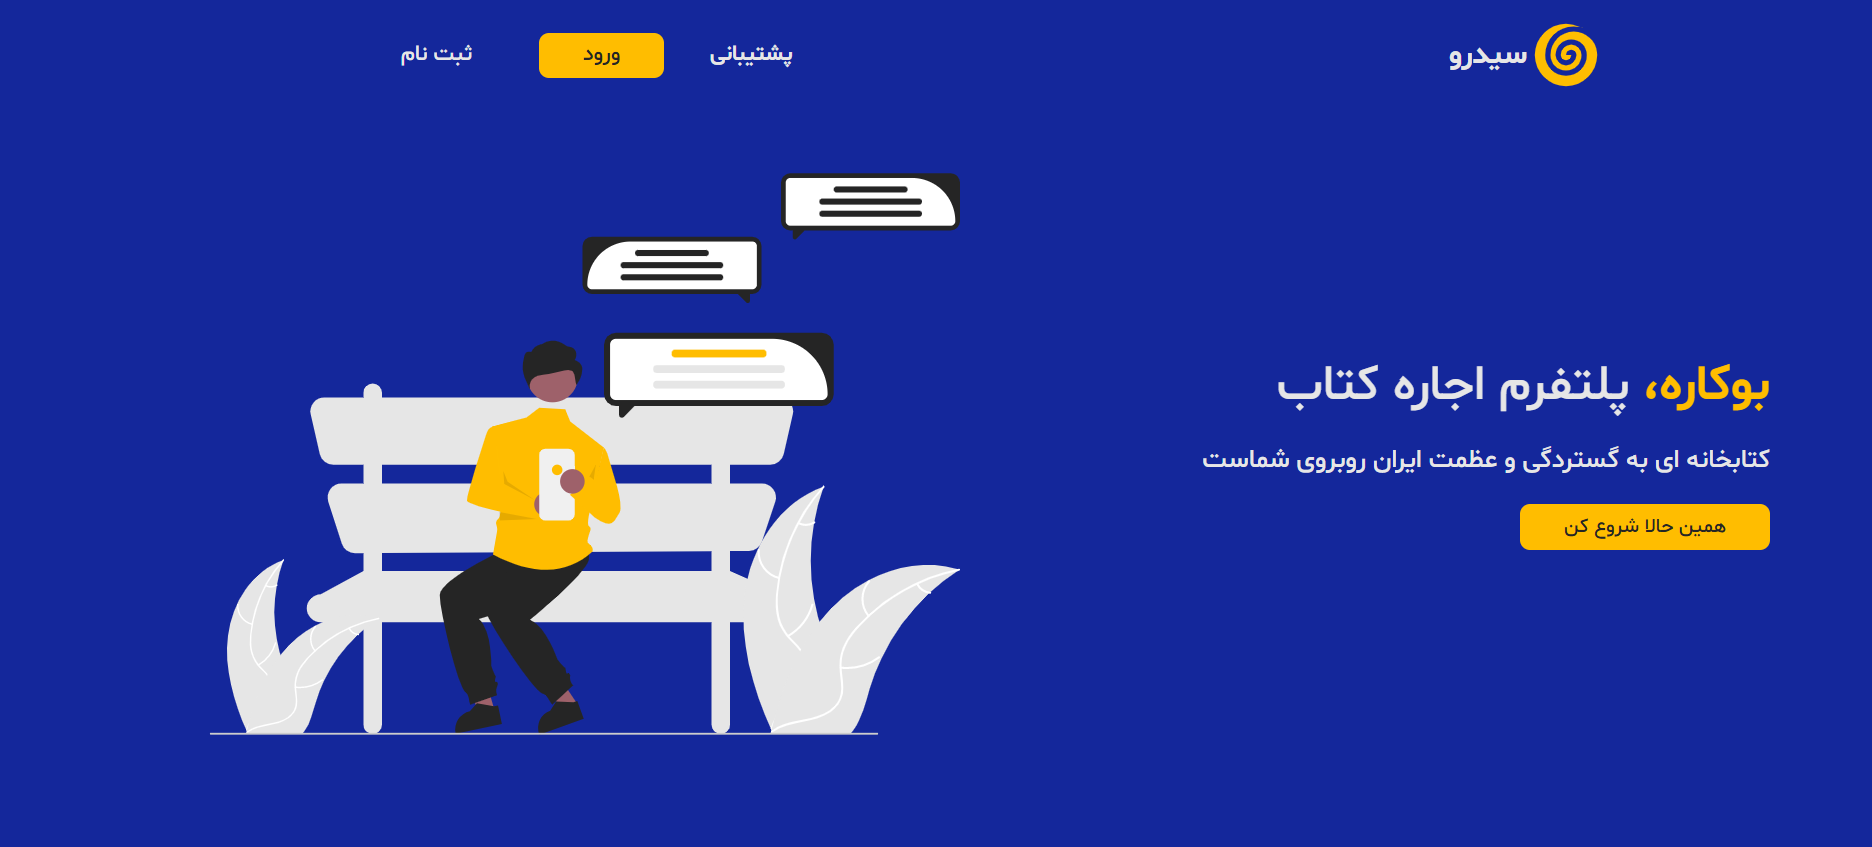 سیدرو
پشتیبانی
ورود
ثبت نام
بوکاره، پلتفرم اجاره کتاب
کتابخانه ای به گستردگی و عظمت ایران روبروی شماست
همین حالا شروع کن